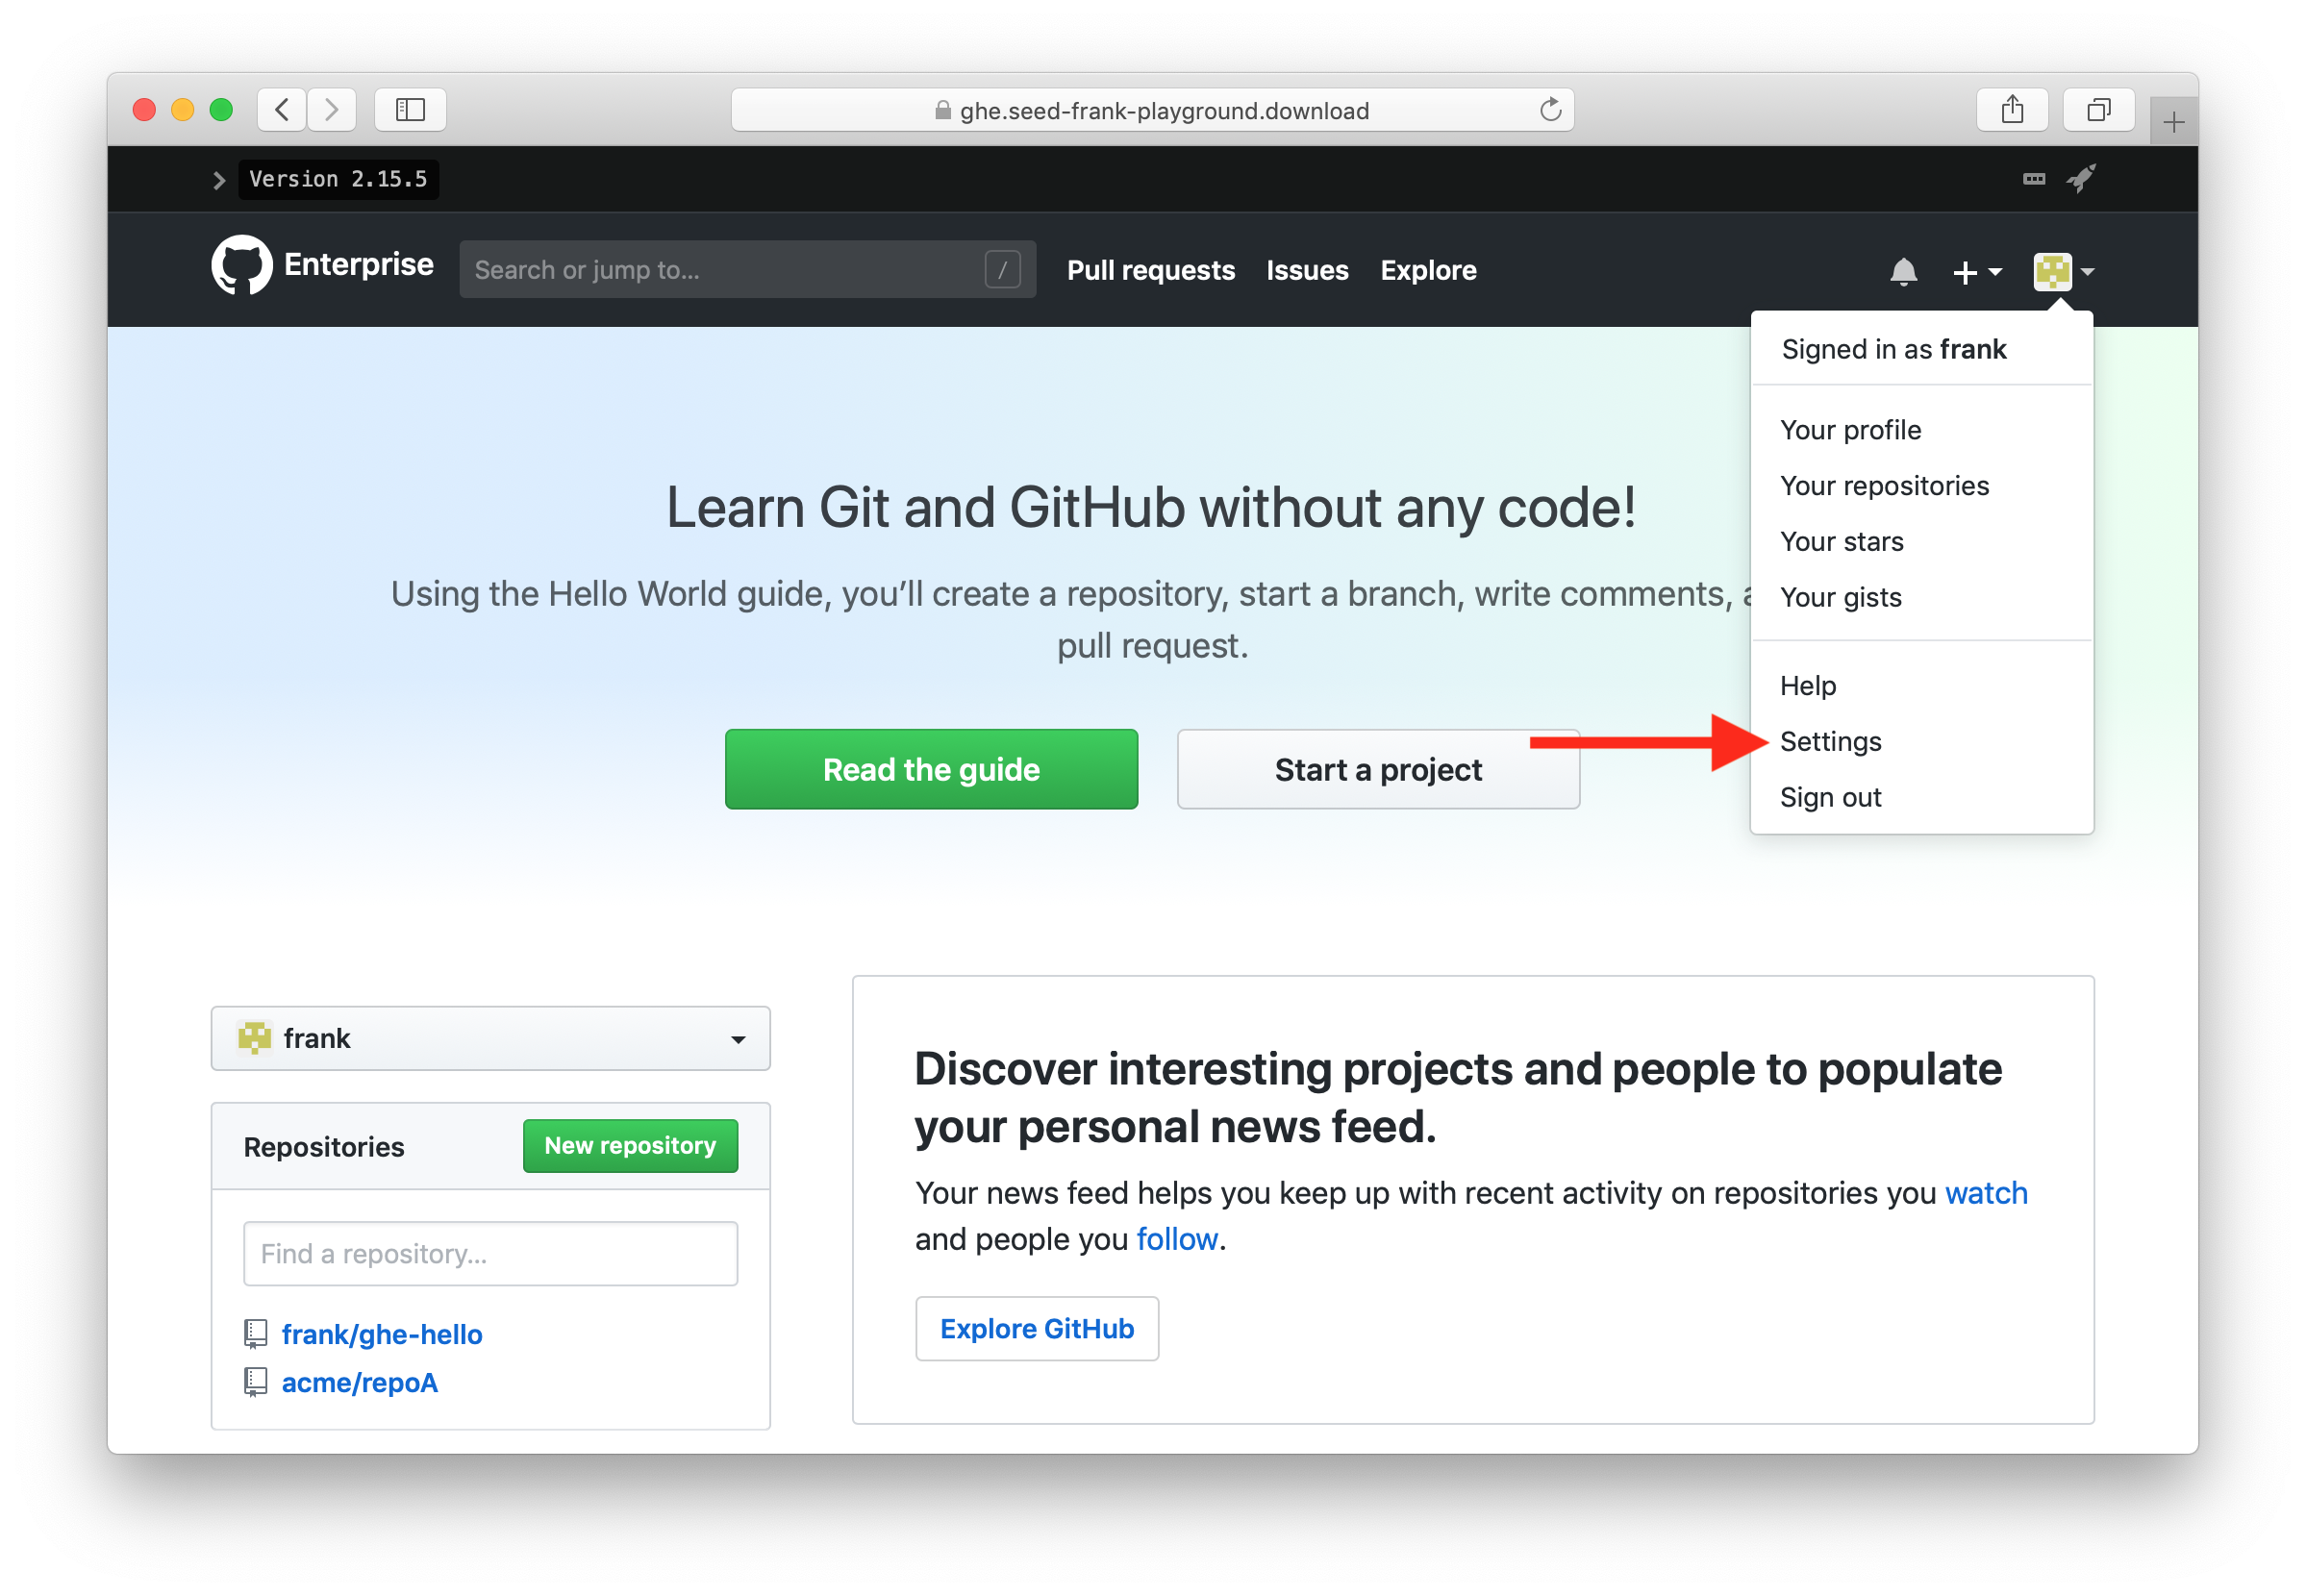 ghe.seed-frank-playground.download
Version 2.15.5
Enterprise
Search or jump to...
/
Pull requests
Issues
Explore
Signed in as frank
Your profile
Your repositories
Your stars
Your gists
Help
Settings
Sign out
Learn Git and GitHub without any code!
Using the Hello World guide, you’ll create a repository, start a branch, write comments,
pull request.
Read the guide
Start a project
frank
Repositories
New repository
Find a repository...
frank/ghe-hello
acme/repoA
Discover interesting projects and people to populate
your personal news feed.
Your news feed helps you keep up with recent activity on repositories you watch
and people you follow.
Explore GitHub